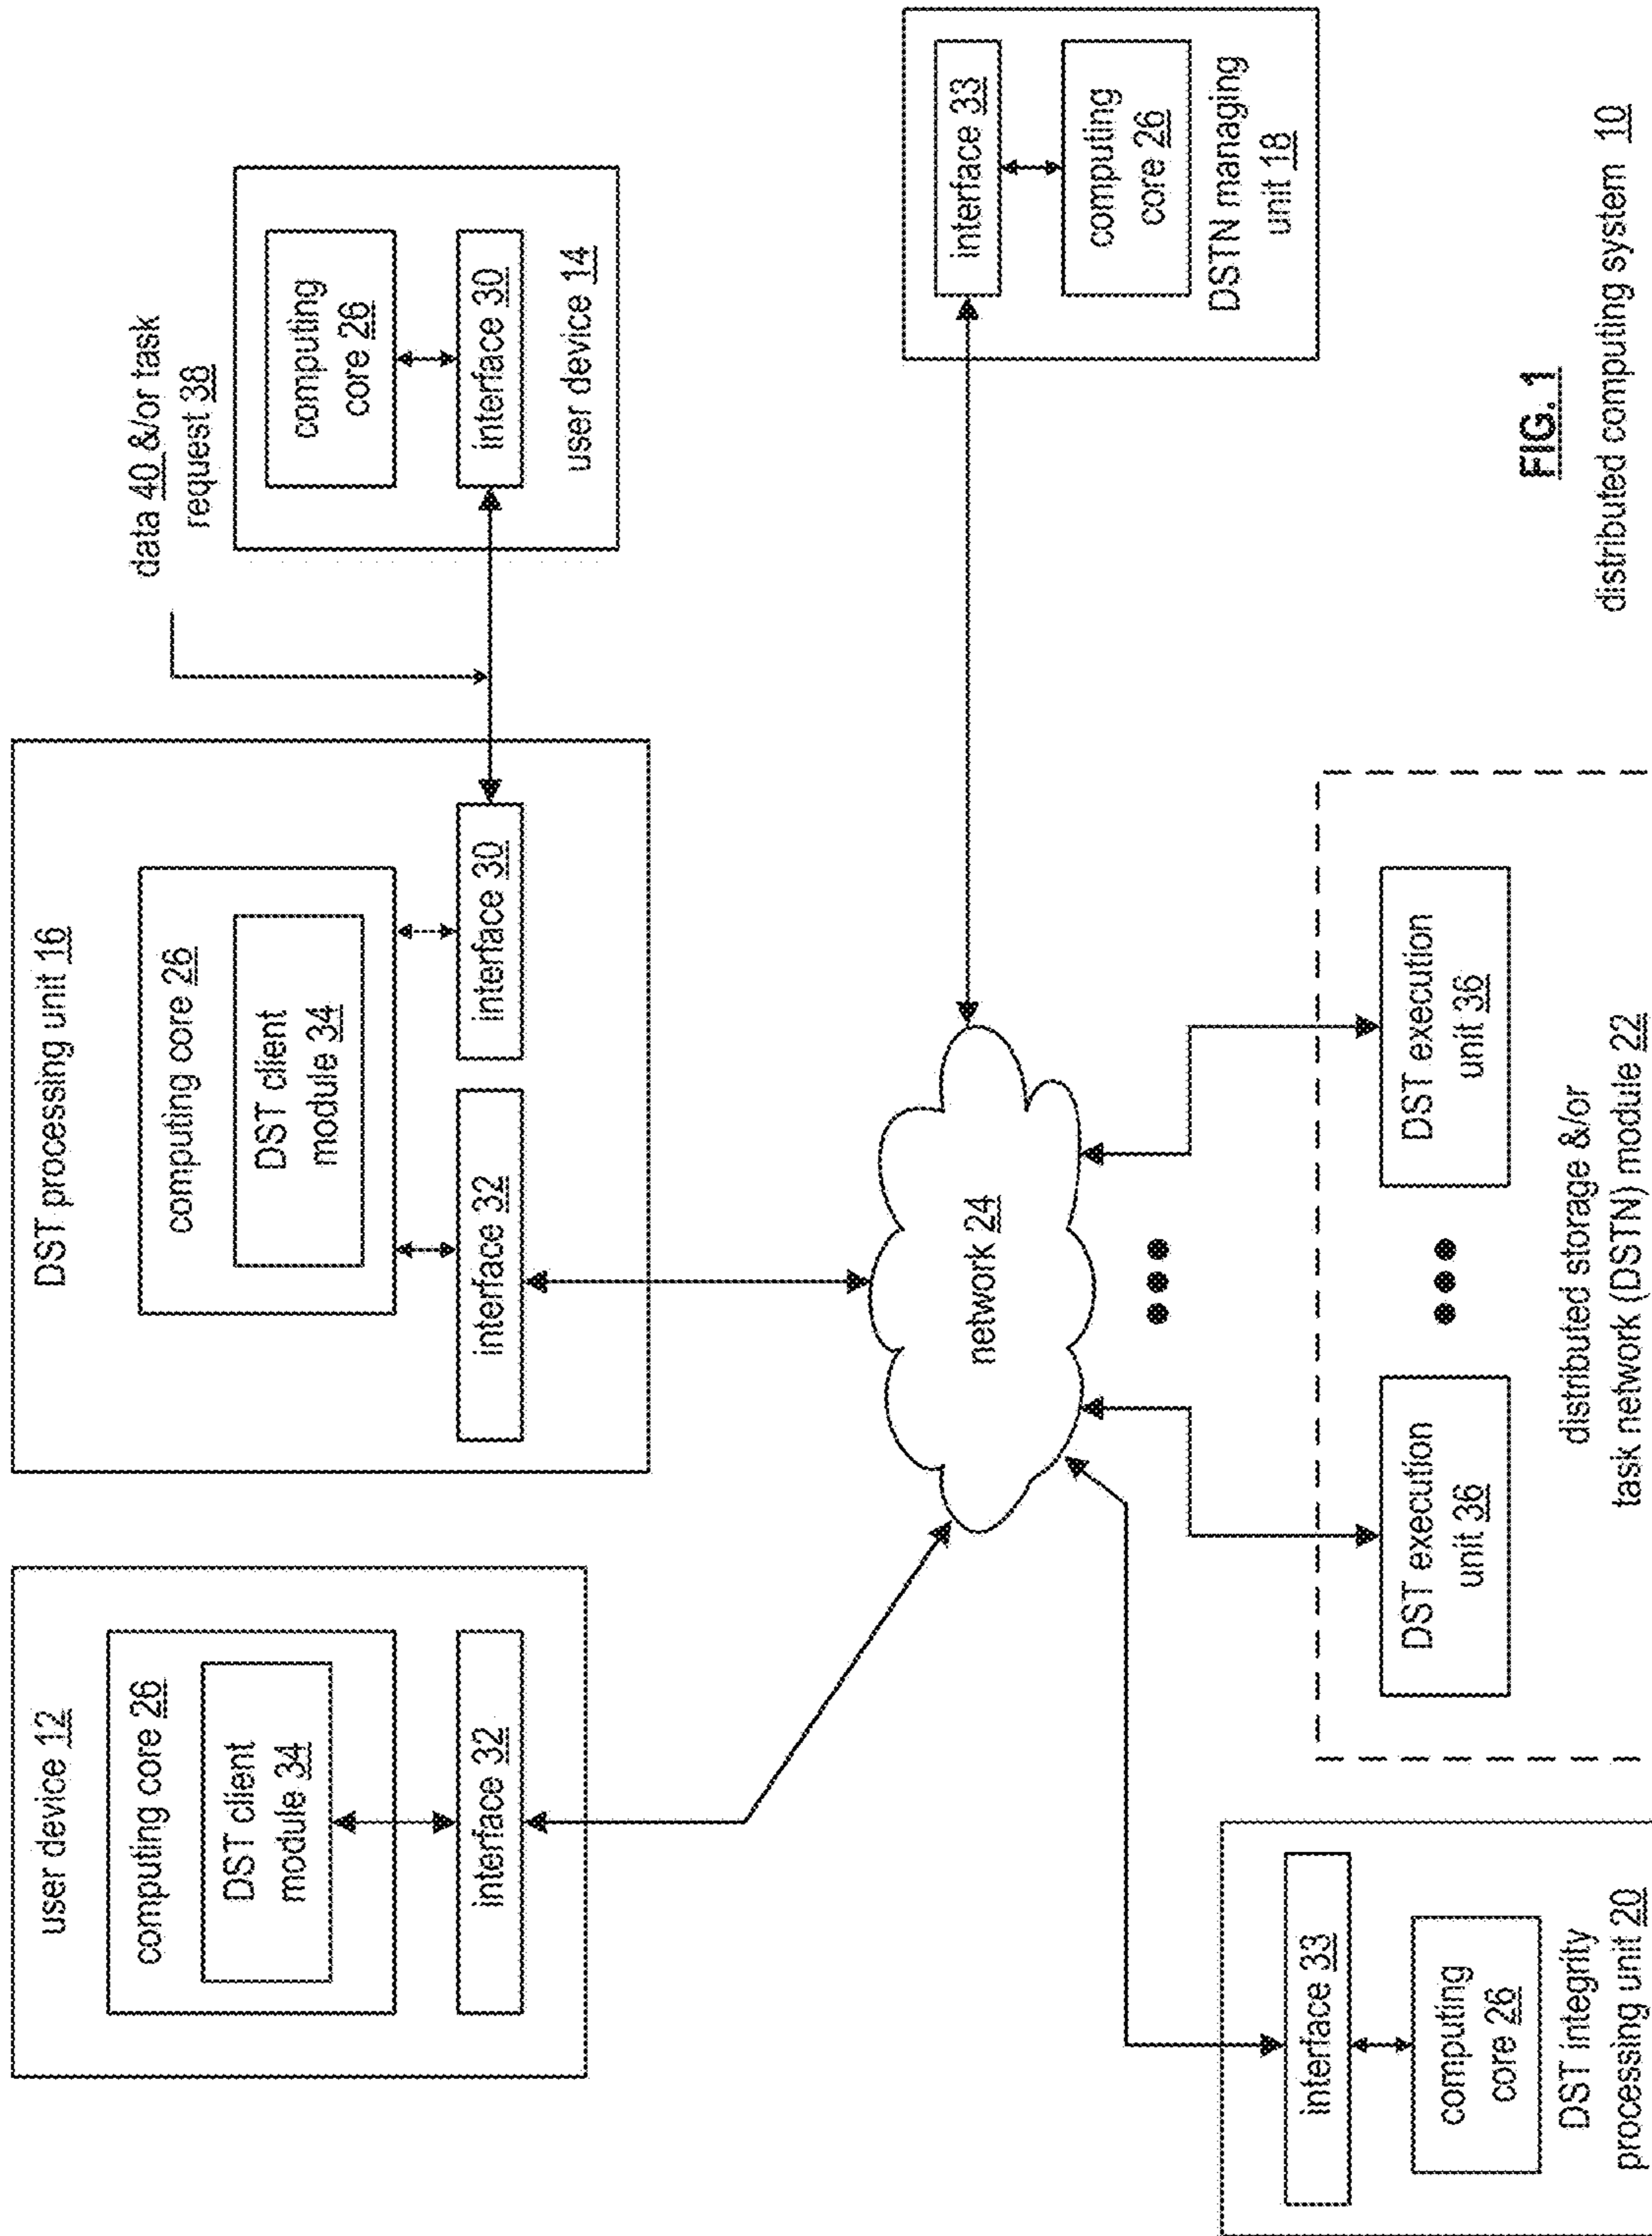 user device 12
computing core 26
DST client
module 34
interface 32
DST processing unit 16
computing core 26
DST client
module 34
interface 32
interface 30
data 40 &/or task
request 38
computing
core 26
interface 30
user device 14
network 24
interface 33
computing
core 26
DSTN managing
unit 18
interface 33
computing
core 26
DST integrity
processing unit 20
DST execution
unit 36
DST execution
unit 36
distributed storage &/or
task network (DSTN) module 22
FIG. 1
distributed computing system 10